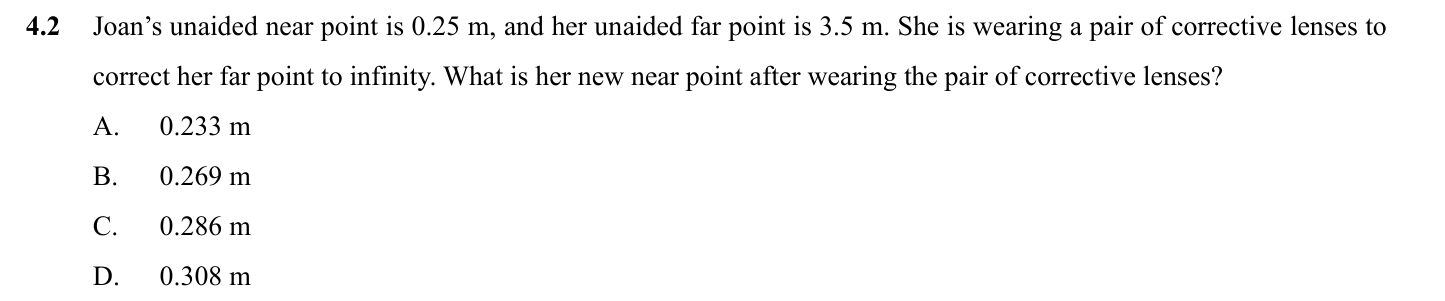 4.2 Joan’s unaided near point is 0.25 m, and her unaided far point is 3.5 m. She is wearing a pair of corrective lenses to
correct her far point to infinity. What is her new near point after wearing the pair of corrective lenses?
A. 0.233 m
B. 0.269 m
C. 0.286 m
D. 0.308 m